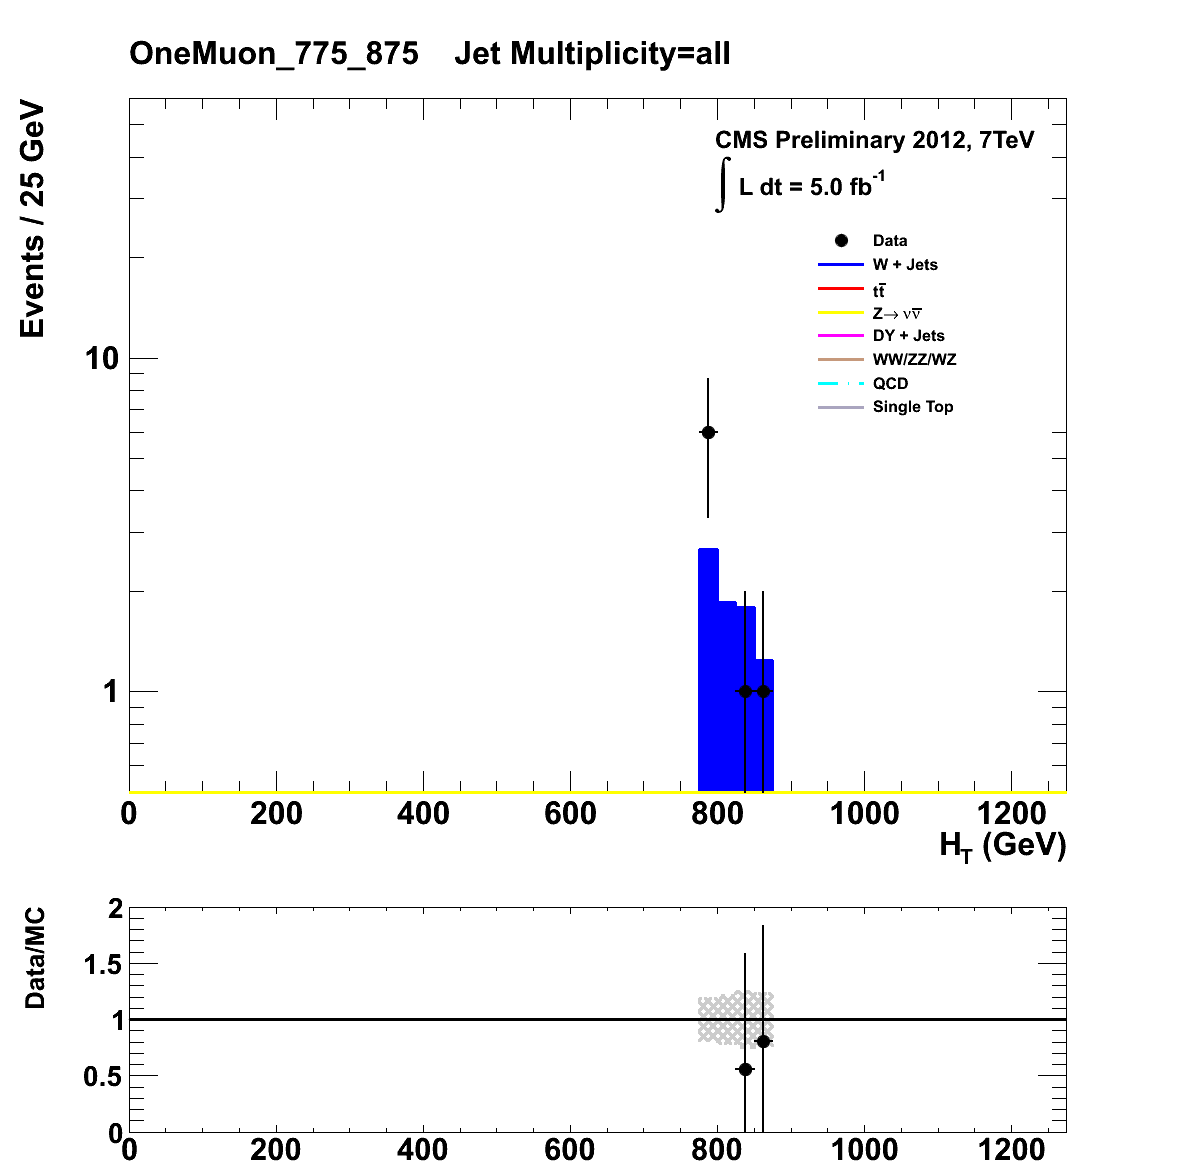 OneMuon_775_875 Jet Multiplicity=all
Events / 25 GeV
CMS Preliminary 2012, 7TeV
∫ L dt = 5.0 fb⁻¹
Data
W + Jets
tt̅
Z→ νν̅
DY + Jets
WW/ZZ/WZ
QCD
Single Top
10
1
0 200 400 600 800 1000 1200
H_T (GeV)
Data/MC
2
1.5
1
0.5
0
0 200 400 600 800 1000 1200